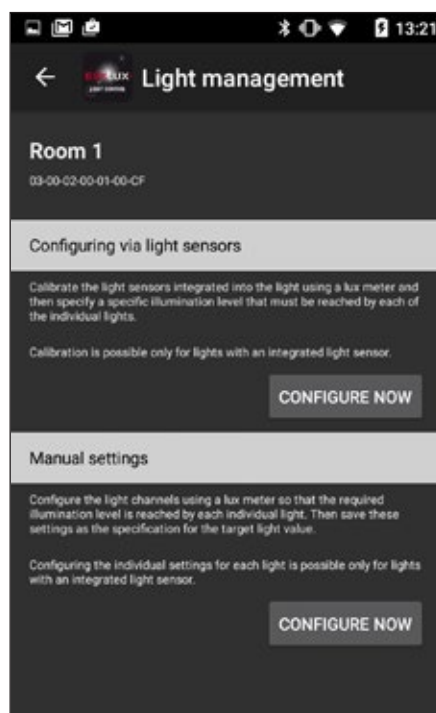 13:21
Light management
Room 1
03-00-02-00-01-00-CF
Configuring via light sensors
Calibrate the light sensors integrated into the light using a lux meter and
then specify a specific illumination level that must be reached by each of
the individual lights.
Calibration is possible only for lights with an integrated light sensor.
CONFIGURE NOW
Manual settings
Configure the light channels using a lux meter so that the required
illumination level is reached by each individual light. Then save these
settings as the specification for the target light value.
Configuring the individual settings for each light is possible only for lights
with an integrated light sensor.
CONFIGURE NOW